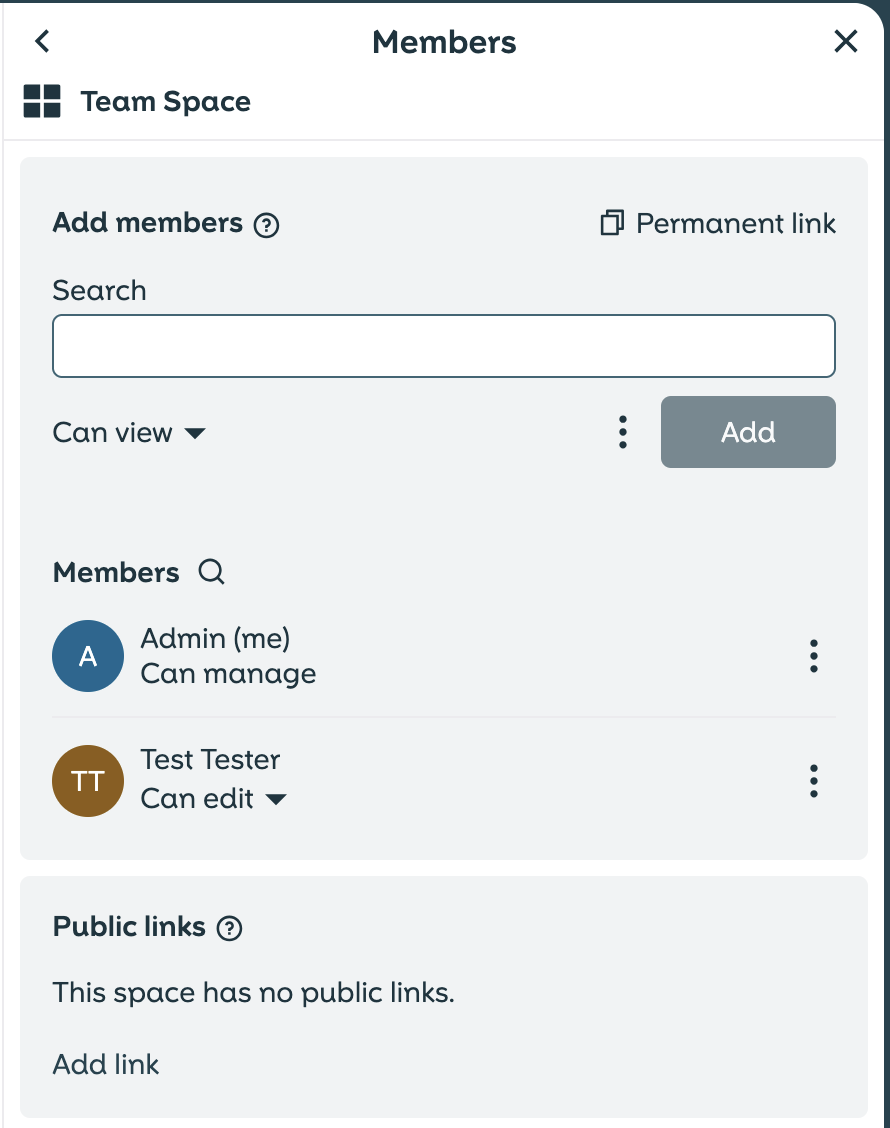 Members
Team Space
Add members
Permanent link
Search
Can view
Add
Members
A
Admin (me)
Can manage
TT
Test Tester
Can edit
Public links
This space has no public links.
Add link